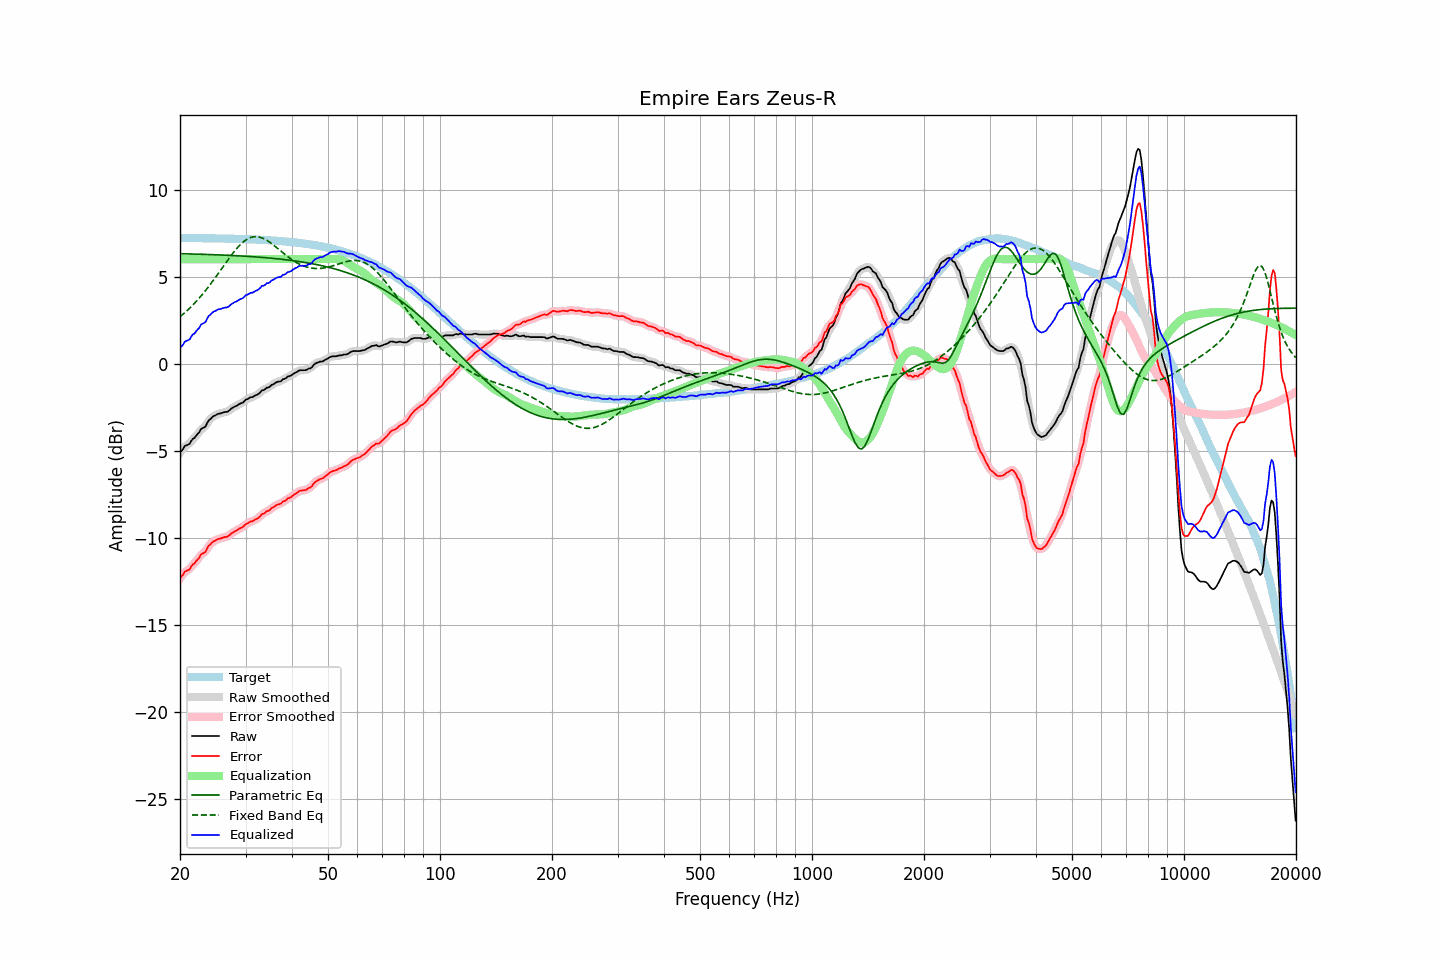 Empire Ears Zeus-R
10
5
0
−5
−10
−15
−20
−25
Amplitude (dBr)
Target
Raw Smoothed
Error Smoothed
Raw
Error
Equalization
Parametric Eq
Fixed Band Eq
Equalized
20 50 100 200 500 1000 2000 5000 10000 20000
Frequency (Hz)